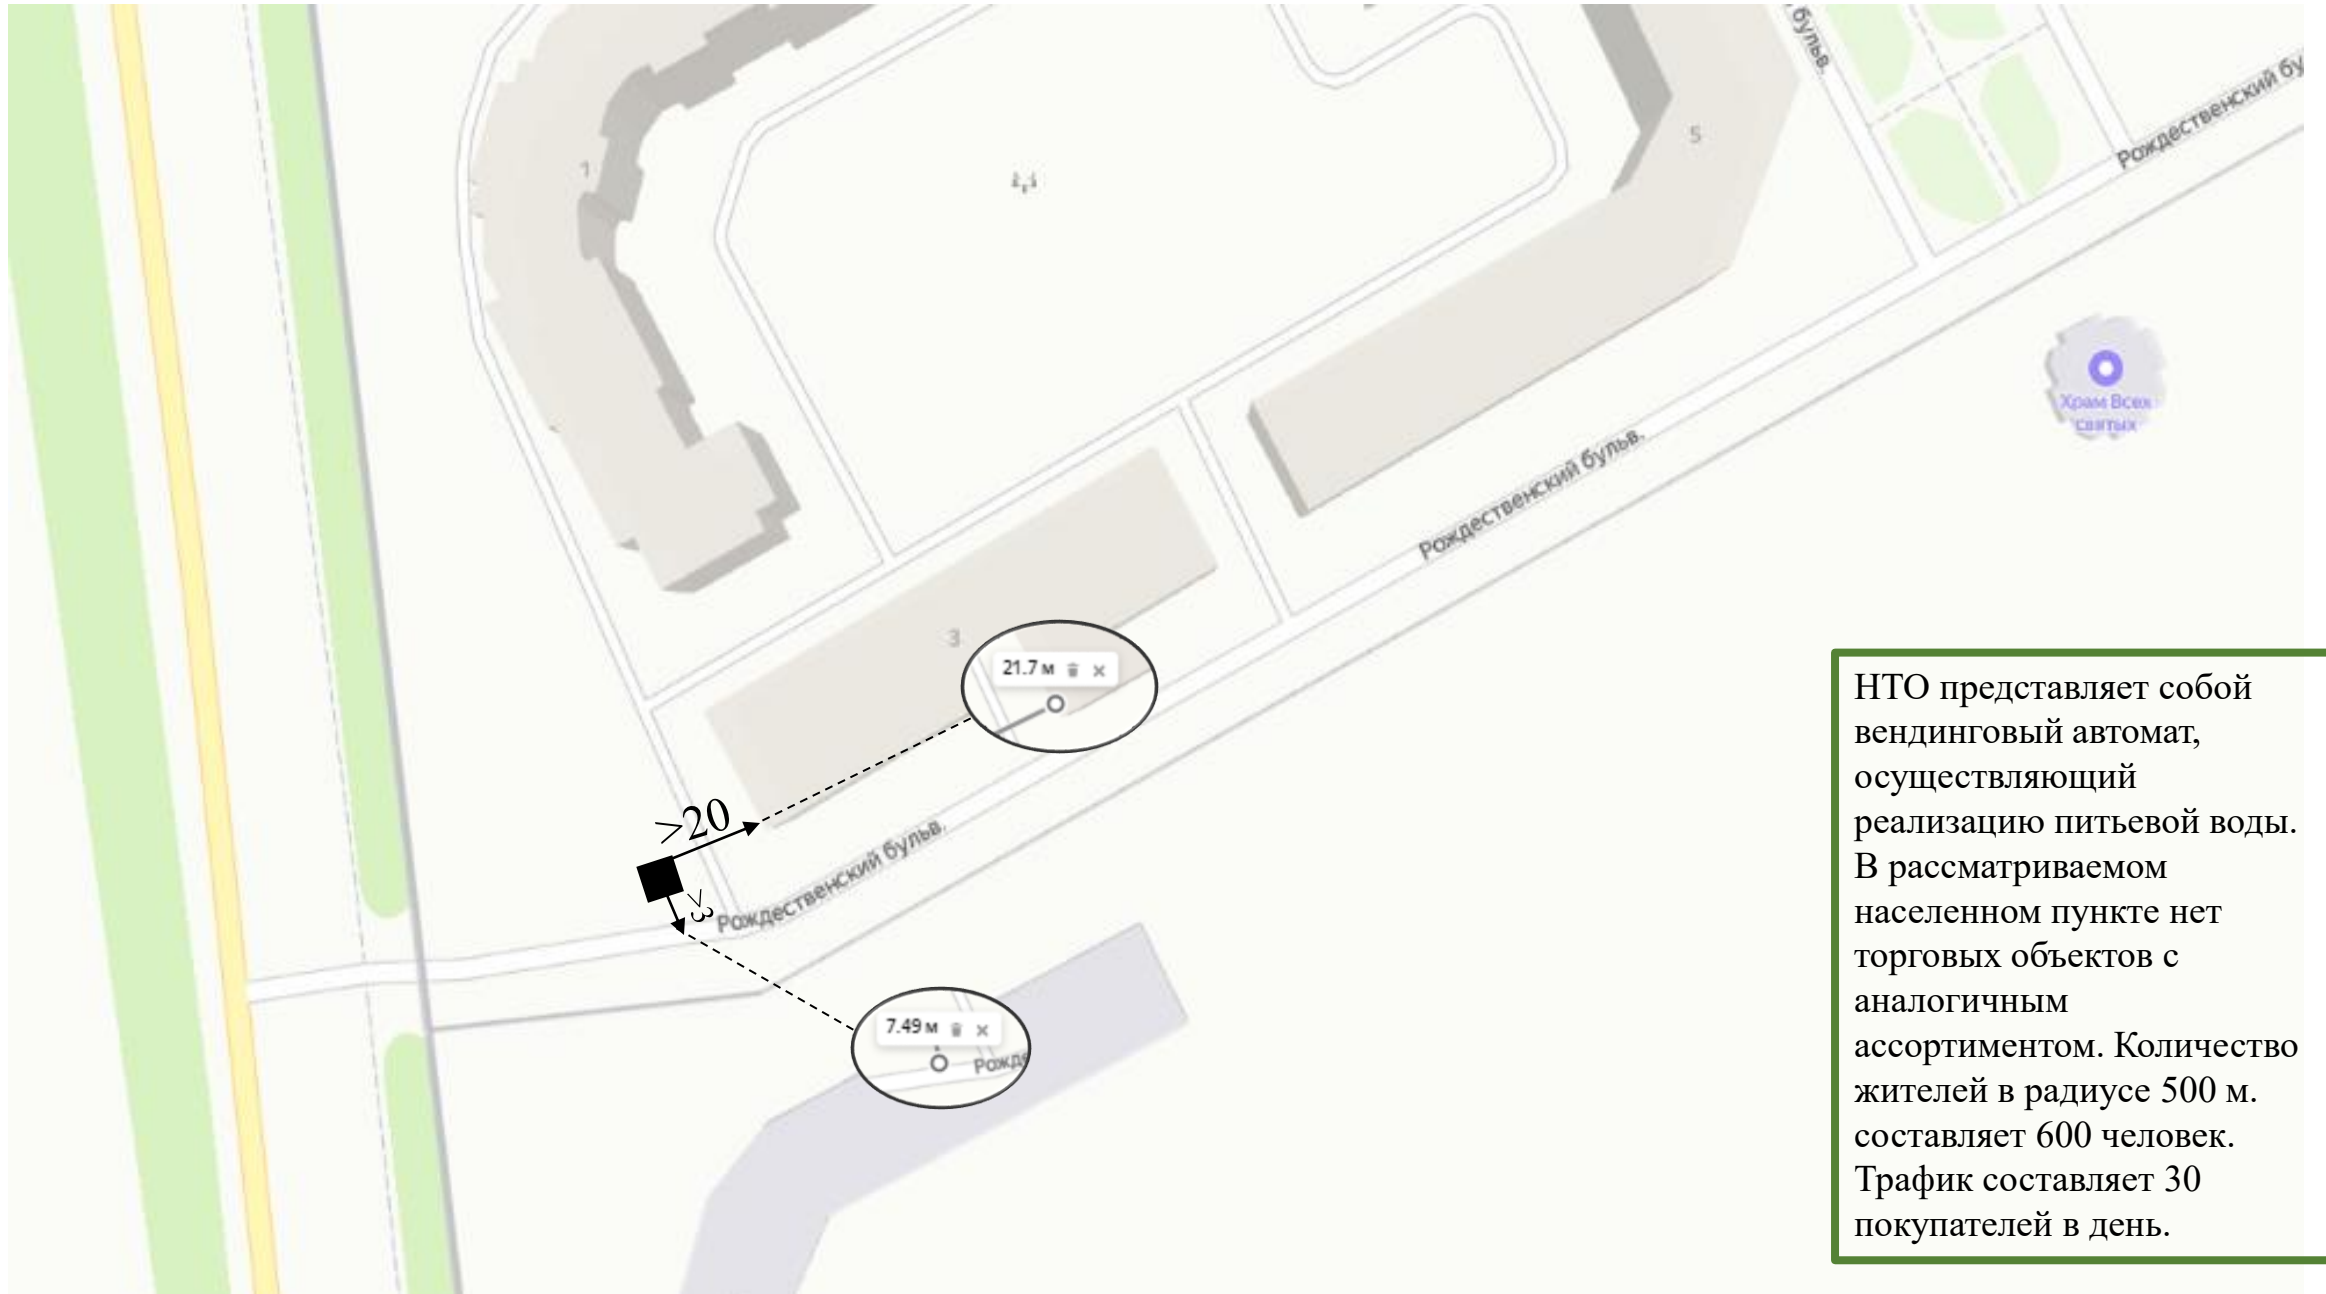 бульв.
Рождественский бу
1
5
Храм Всех
святых
Рождественский бульв.
3
21.7 м
>20
>3
Рождественский бульв.
7.49 м
Рожде
НТО представляет собой
вендинговый автомат,
осуществляющий
реализацию питьевой воды.
В рассматриваемом
населенном пункте нет
торговых объектов с
аналогичным
ассортиментом. Количество
жителей в радиусе 500 м.
составляет 600 человек.
Трафик составляет 30
покупателей в день.